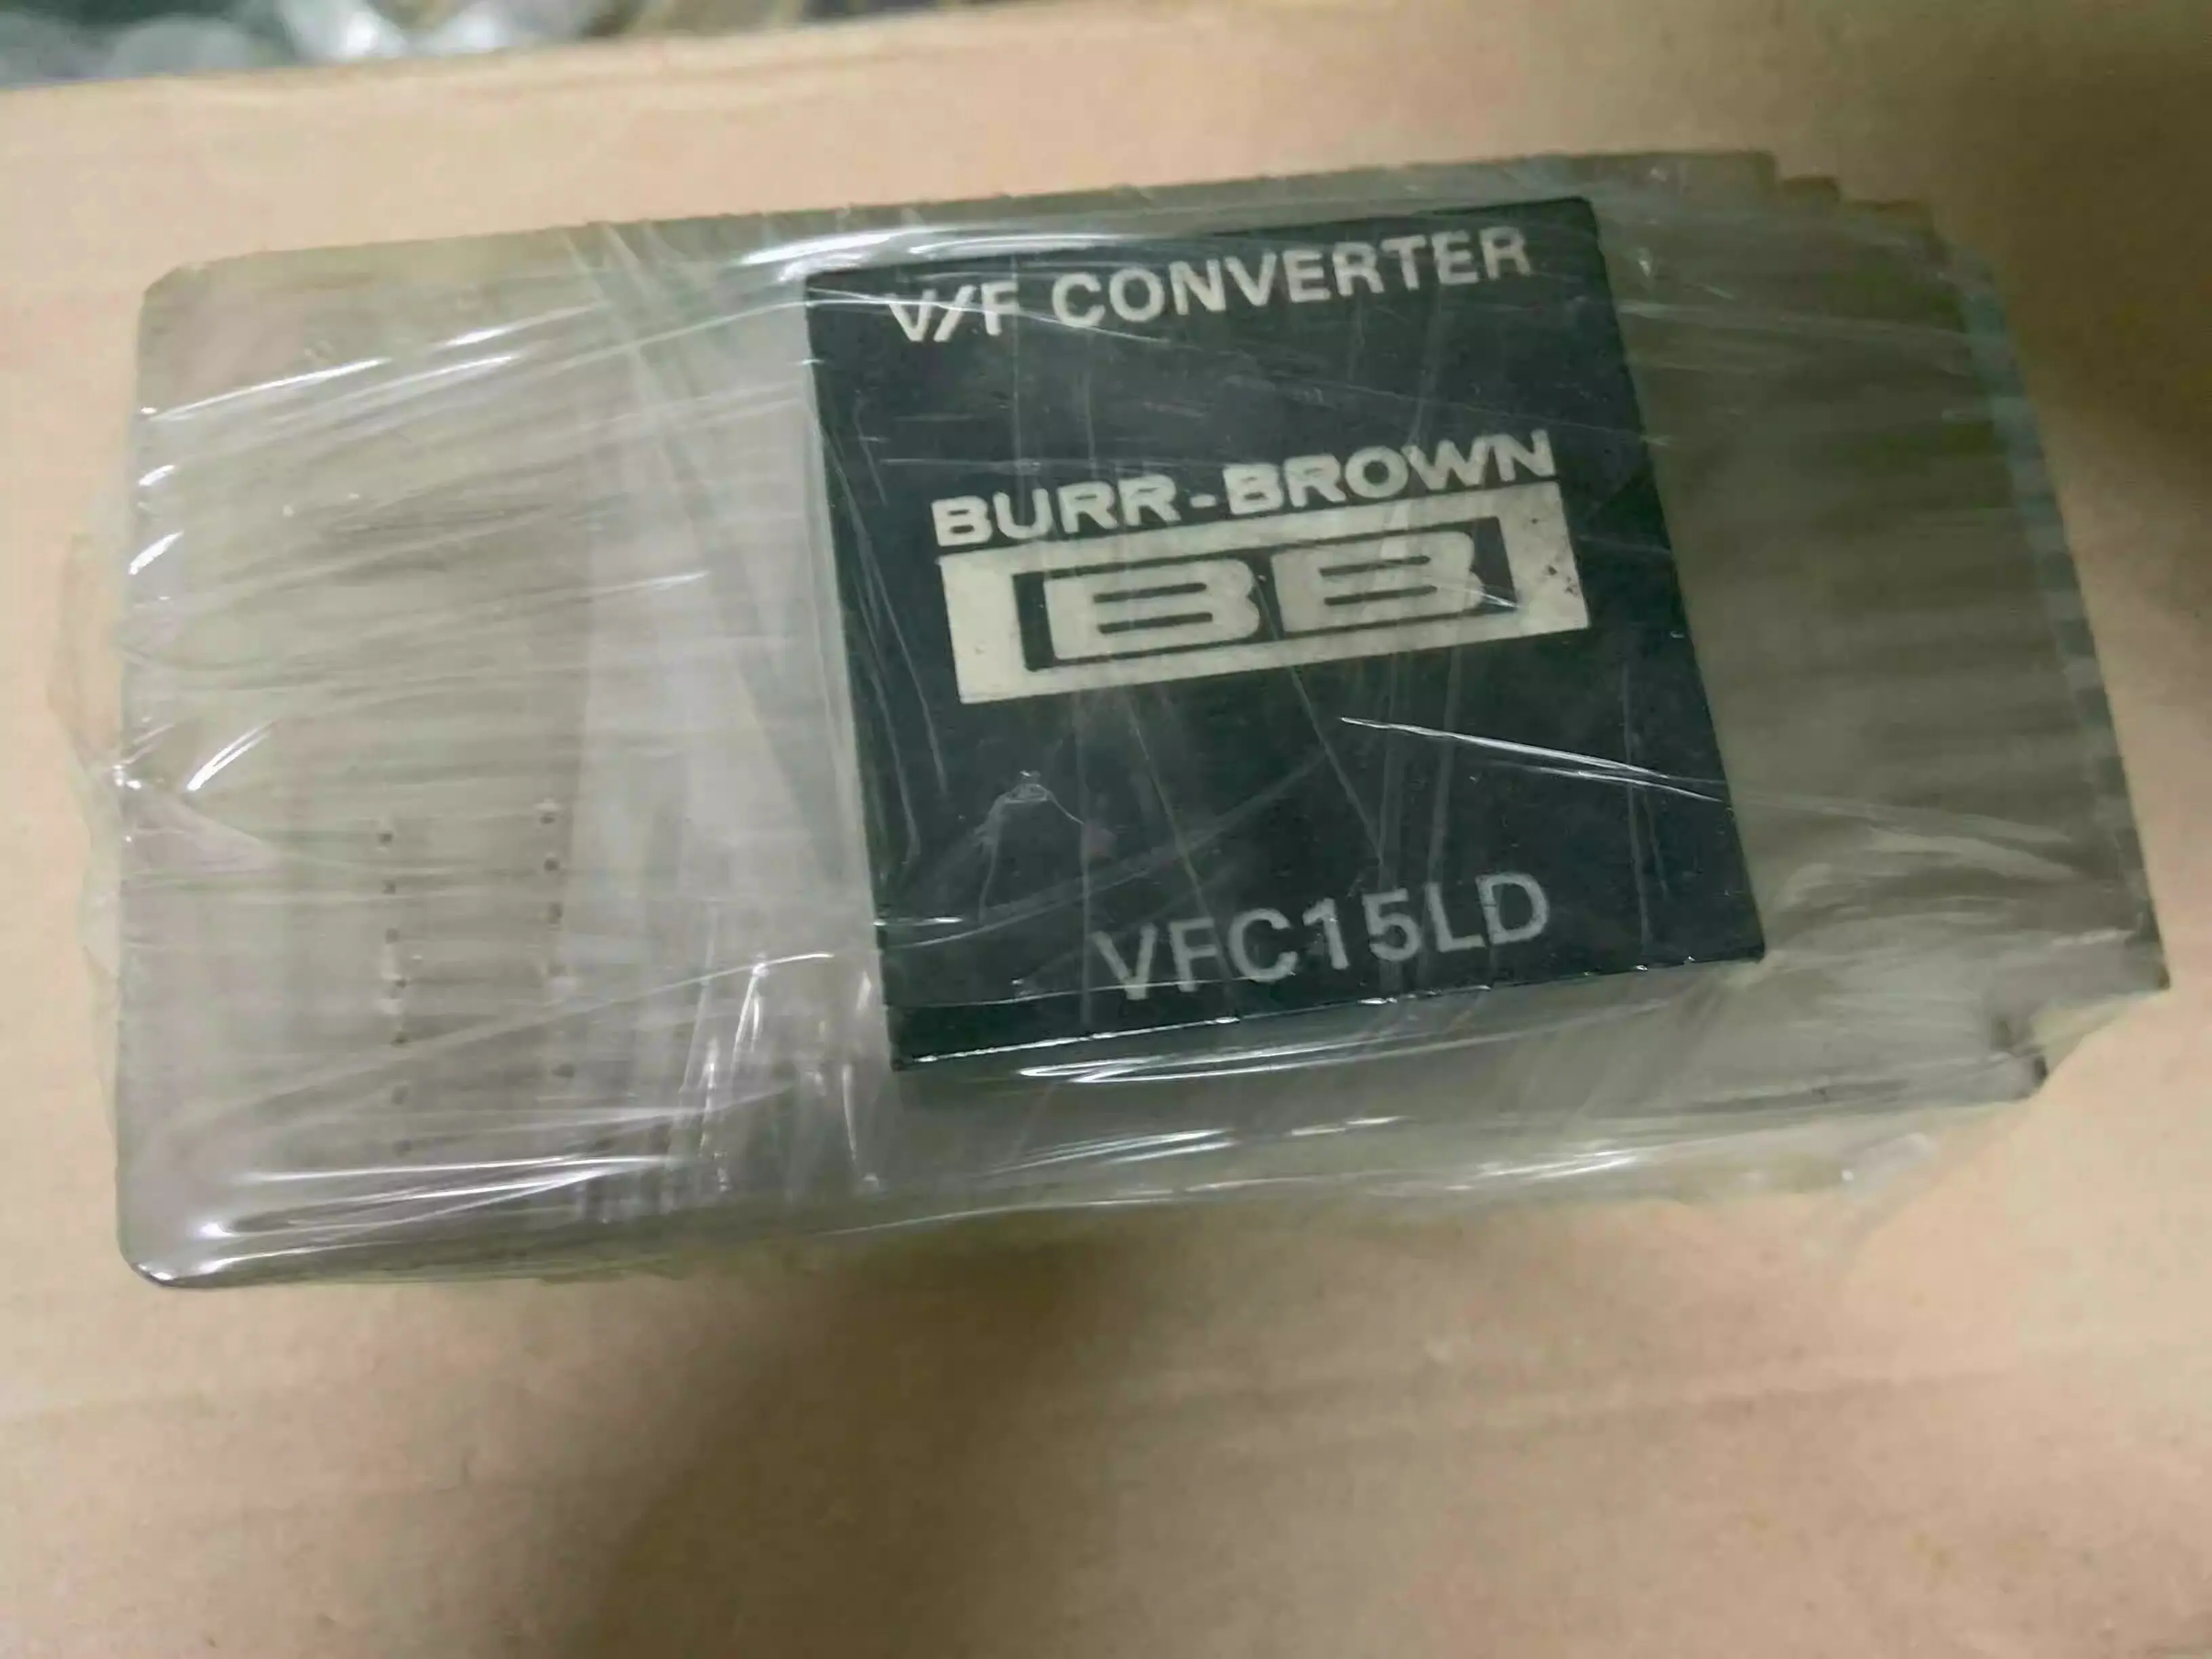 V/F CONVERTER
BURR-BROWN
BB
VFC15LD